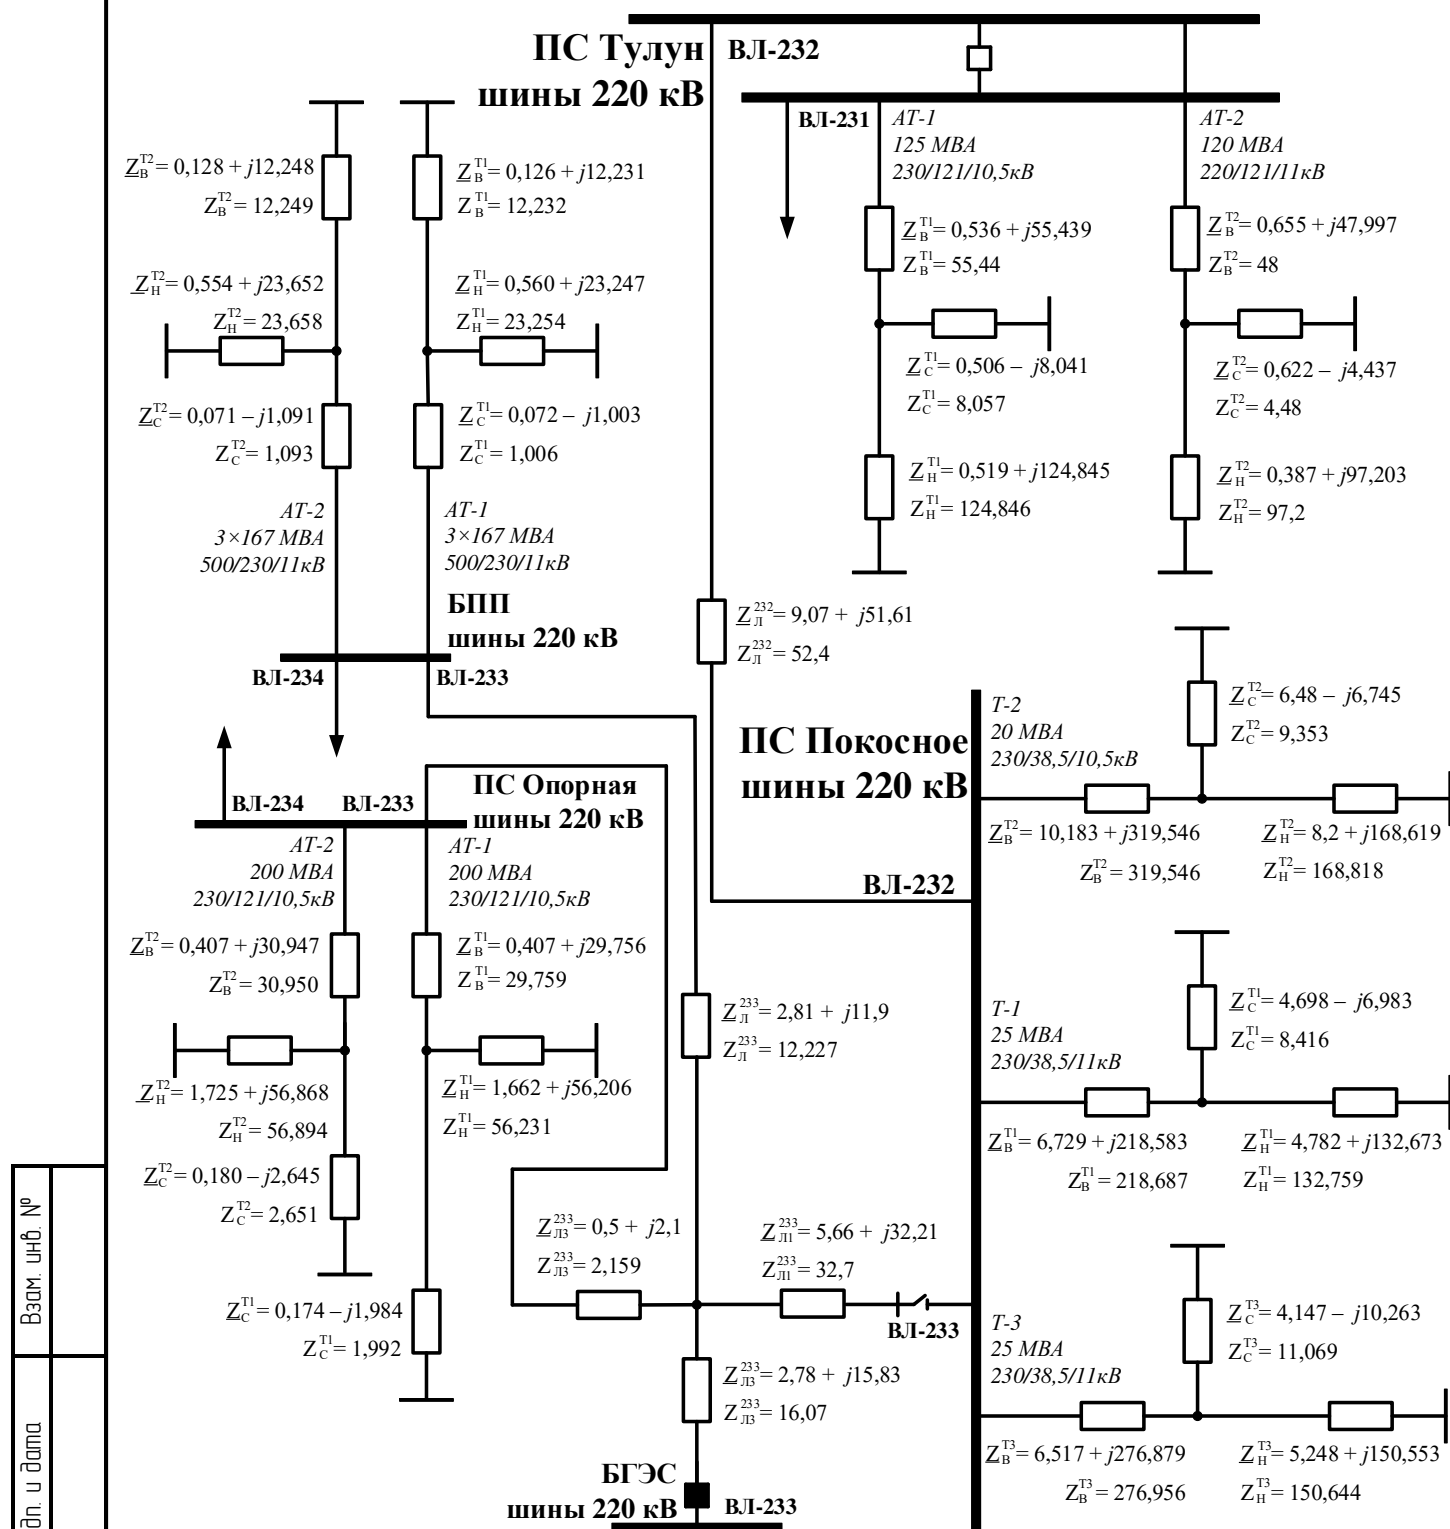 ПС Тулун
шины 220 кВ
ВЛ-232
ВЛ-231
АТ-1
125 МВА
230/121/10,5кВ
АТ-2
120 МВА
220/121/11кВ
Z_В^Т2= 0,128 + j12,248
Z_В^Т2= 12,249
Z_В^Т1= 0,126 + j12,231
Z_В^Т1= 12,232
Z_В^Т1= 0,536 + j55,439
Z_В^Т1= 55,44
Z_В^Т2= 0,655 + j47,997
Z_В^Т2= 48
Z_Н^Т2= 0,554 + j23,652
Z_Н^Т2= 23,658
Z_Н^Т1= 0,560 + j23,247
Z_Н^Т1= 23,254
Z_С^Т1= 0,506 – j8,041
Z_С^Т1= 8,057
Z_С^Т2= 0,622 – j4,437
Z_С^Т2= 4,48
Z_С^Т2= 0,071 – j1,091
Z_С^Т2= 1,093
Z_С^Т1= 0,072 – j1,003
Z_С^Т1= 1,006
Z_Н^Т1= 0,519 + j124,845
Z_Н^Т1= 124,846
Z_Н^Т2= 0,387 + j97,203
Z_Н^Т2= 97,2
АТ-2
3×167 МВА
500/230/11кВ
АТ-1
3×167 МВА
500/230/11кВ
БПП
шины 220 кВ
ВЛ-234
ВЛ-233
Z_Л^232= 9,07 + j51,61
Z_Л^232= 52,4
ПС Покосное
шины 220 кВ
Т-2
20 МВА
230/38,5/10,5кВ
Z_С^Т2= 6,48 – j6,745
Z_С^Т2= 9,353
Z_В^Т2= 10,183 + j319,546
Z_В^Т2= 319,546
Z_Н^Т2= 8,2 + j168,619
Z_Н^Т2= 168,818
ПС Опорная
шины 220 кВ
ВЛ-234
ВЛ-233
АТ-2
200 МВА
230/121/10,5кВ
АТ-1
200 МВА
230/121/10,5кВ
ВЛ-232
Z_В^Т2= 0,407 + j30,947
Z_В^Т2= 30,950
Z_В^Т1= 0,407 + j29,756
Z_В^Т1= 29,759
Z_Л^233= 2,81 + j11,9
Z_Л^233= 12,227
Т-1
25 МВА
230/38,5/11кВ
Z_С^Т1= 4,698 – j6,983
Z_С^Т1= 8,416
Z_Н^Т2= 1,725 + j56,868
Z_Н^Т2= 56,894
Z_Н^Т1= 1,662 + j56,206
Z_Н^Т1= 56,231
Z_В^Т1= 6,729 + j218,583
Z_В^Т1= 218,687
Z_Н^Т1= 4,782 + j132,673
Z_Н^Т1= 132,759
Z_С^Т2= 0,180 – j2,645
Z_С^Т2= 2,651
Z_Л3^233= 0,5 + j2,1
Z_Л3^233= 2,159
Z_Л1^233= 5,66 + j32,21
Z_Л1^233= 32,7
ВЛ-233
Z_С^Т1= 0,174 – j1,984
Z_С^Т1= 1,992
Т-3
25 МВА
230/38,5/11кВ
Z_С^Т3= 4,147 – j10,263
Z_С^Т3= 11,069
Z_Л3^233= 2,78 + j15,83
Z_Л3^233= 16,07
Z_В^Т3= 6,517 + j276,879
Z_В^Т3= 276,956
Z_Н^Т3= 5,248 + j150,553
Z_Н^Т3= 150,644
БГЭС
шины 220 кВ
ВЛ-233
Взам. инв. №
и дата